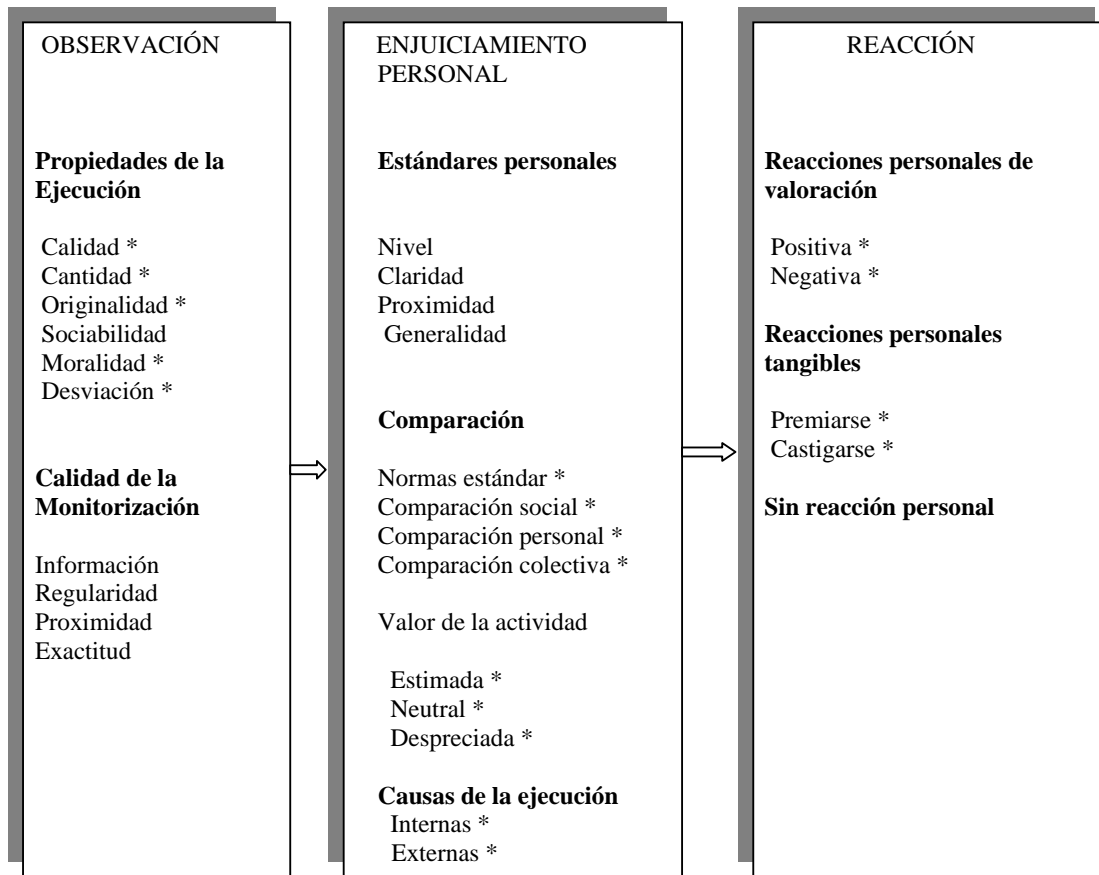 OBSERVACIÓN
Propiedades de la
Ejecución
Calidad *
Cantidad *
Originalidad *
Sociabilidad
Moralidad *
Desviación *
Calidad de la
Monitorización
Información
Regularidad
Proximidad
Exactitud
ENJUICIAMIENTO
PERSONAL
Estándares personales
Nivel
Claridad
Proximidad
Generalidad
Comparación
Normas estándar *
Comparación social *
Comparación personal *
Comparación colectiva *
Valor de la actividad
Estimada *
Neutral *
Despreciada *
Causas de la ejecución
Internas *
Externas *
REACCIÓN
Reacciones personales de
valoración
Positiva *
Negativa *
Reacciones personales
tangibles
Premiarse *
Castigarse *
Sin reacción personal